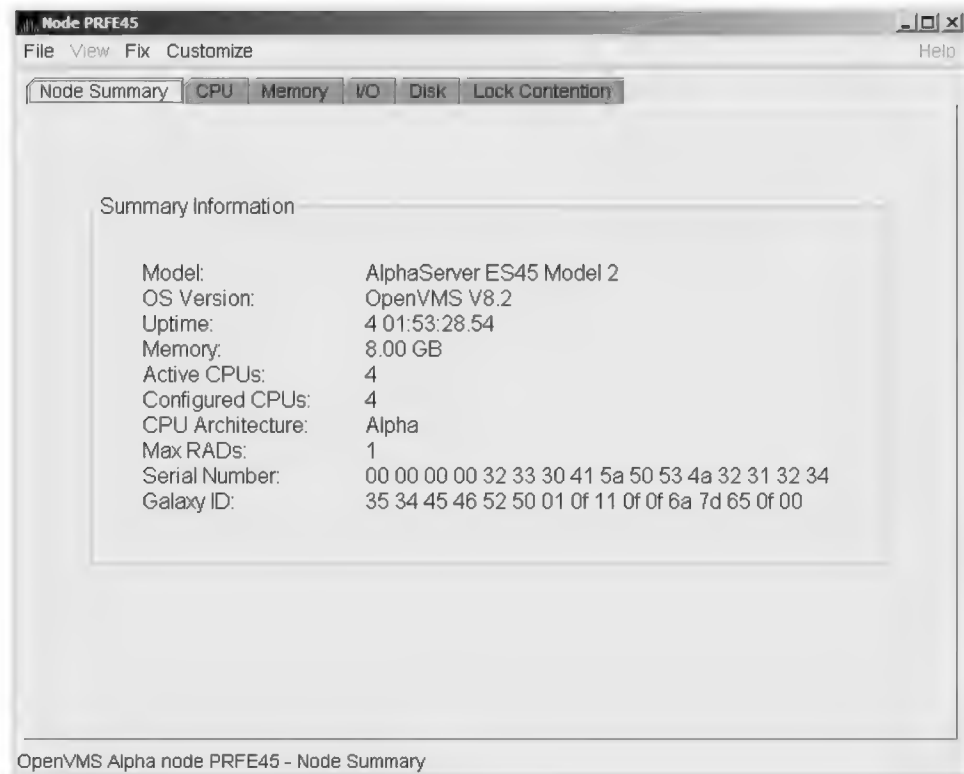 Node PRFE45
File View Fix Customize Help
Node Summary CPU Memory I/O Disk Lock Contention
Summary Information
Model: AlphaServer ES45 Model 2
OS Version: OpenVMS V8.2
Uptime: 4 01:53:28.54
Memory: 8.00 GB
Active CPUs: 4
Configured CPUs: 4
CPU Architecture: Alpha
Max RADs: 1
Serial Number: 00 00 00 00 32 33 30 41 5a 50 53 4a 32 31 32 34
Galaxy ID: 35 34 45 46 52 50 01 0f 11 0f 0f 6a 7d 65 0f 00
OpenVMS Alpha node PRFE45 - Node Summary